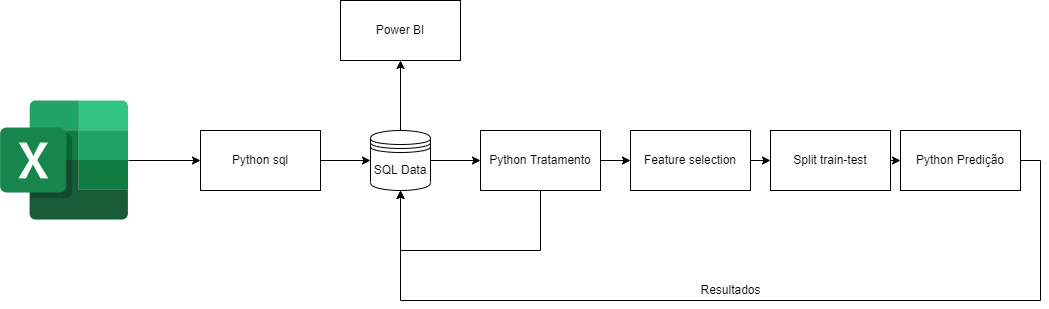 Power BI
X
Python sql
SQL Data
Python Tratamento
Feature selection
Split train-test
Python Predição
Resultados